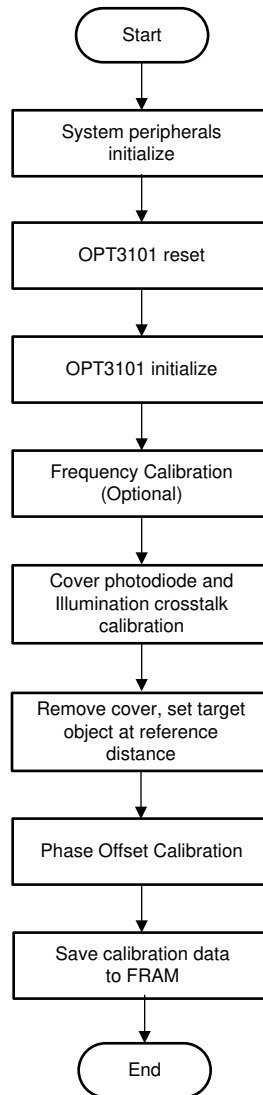 Start
System peripherals
initialize
OPT3101 reset
OPT3101 initialize
Frequency Calibration
(Optional)
Cover photodiode and
Illumination crosstalk
calibration
Remove cover, set target
object at reference
distance
Phase Offset Calibration
Save calibration data
to FRAM
End